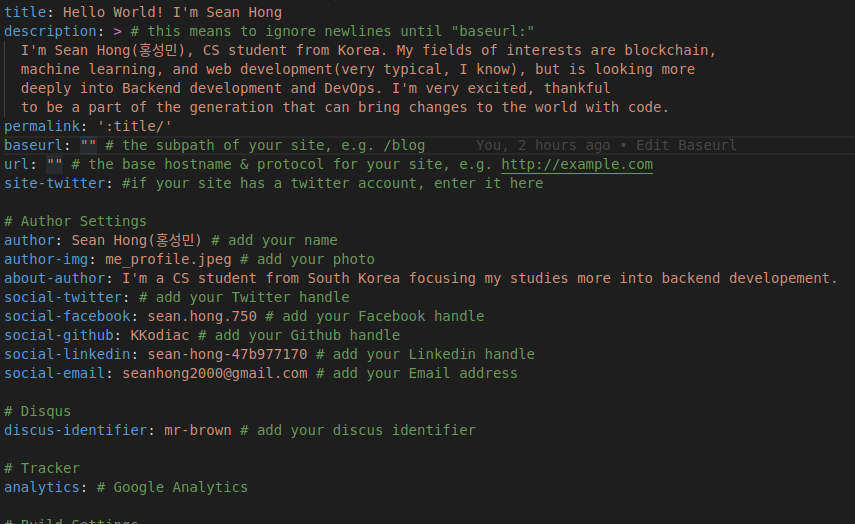 title: Hello World! I'm Sean Hong
description: > # this means to ignore newlines until "baseurl:"
I'm Sean Hong(홍성민), CS student from Korea. My fields of interests are blockchain,
machine learning, and web development(very typical, I know), but is looking more
deeply into Backend development and DevOps. I'm very excited, thankful
to be a part of the generation that can bring changes to the world with code.
permalink: ':title/'
baseurl: "" # the subpath of your site, e.g. /blog You, 2 hours ago • Edit Baseurl
url: "" # the base hostname & protocol for your site, e.g. http://example.com
site-twitter: #if your site has a twitter account, enter it here
# Author Settings
author: Sean Hong(홍성민) # add your name
author-img: me_profile.jpeg # add your photo
about-author: I'm a CS student from South Korea focusing my studies more into backend developement.
social-twitter: # add your Twitter handle
social-facebook: sean.hong.750 # add your Facebook handle
social-github: KKodiac # add your Github handle
social-linkedin: sean-hong-47b977170 # add your Linkedin handle
social-email: seanhong2000@gmail.com # add your Email address
# Disqus
discus-identifier: mr-brown # add your discus identifier
# Tracker
analytics: # Google Analytics
# Build Settings